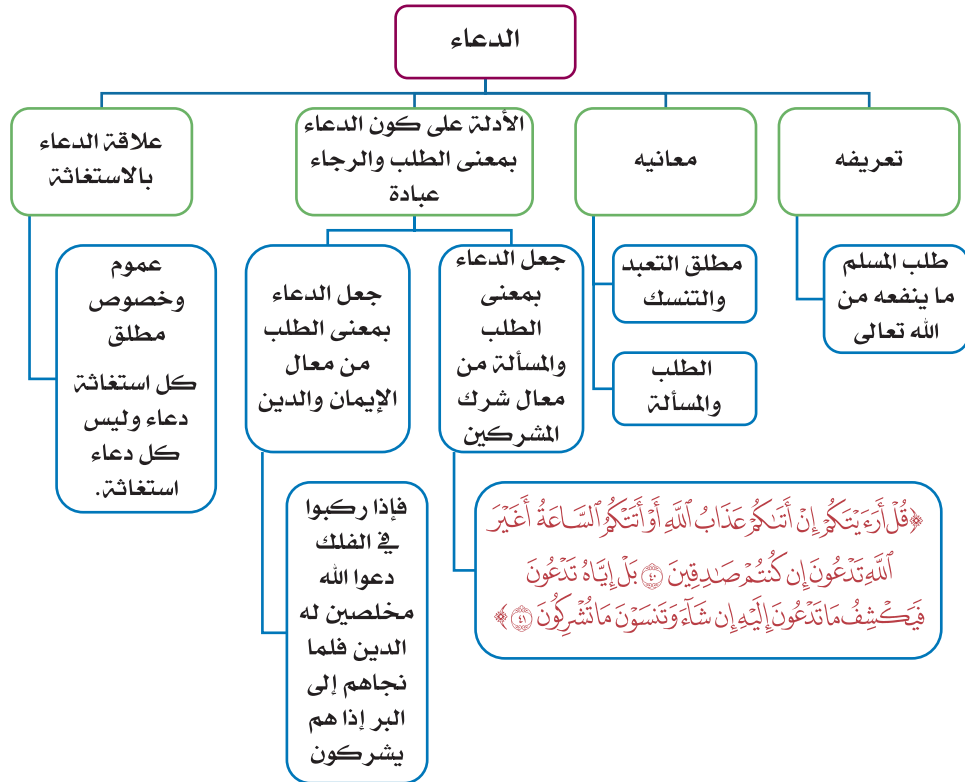 الدعاء
تعريفه
طلب المسلم
ما ينفعه من
الله تعالى
معانيه
مطلق التعبد
والتنسك
الطلب
والمسألة
الأدلة على كون الدعاء
بمعنى الطلب والرجاء
عبادة
جعل الدعاء
بمعنى
الطلب
والمسألة من
معال شرك
المشركين
﴿قُلْ أَرَءَيْتَكُمْ إِنْ أَتَىٰكُمْ عَذَابُ ٱللَّهِ أَوْ أَتَتْكُمُ ٱلسَّاعَةُ أَغَيْرَ
ٱللَّهِ تَدْعُونَ إِن كُنتُمْ صَـٰدِقِينَ ٤٠ بَلْ إِيَّاهُ تَدْعُونَ
فَيَكْشِفُ مَا تَدْعُونَ إِلَيْهِ إِن شَآءَ وَتَنسَوْنَ مَا تُشْرِكُونَ ٤١﴾
جعل الدعاء
بمعنى الطلب
من معال
الإيمان والدين
فإذا ركبوا
في الفلك
دعوا الله
مخلصين له
الدين فلما
نجاهم إلى
البر إذا هم
يشركون
علاقة الدعاء
بالاستغاثة
عموم
وخصوص
مطلق
كل استغاثة
دعاء وليس
كل دعاء
استغاثة.